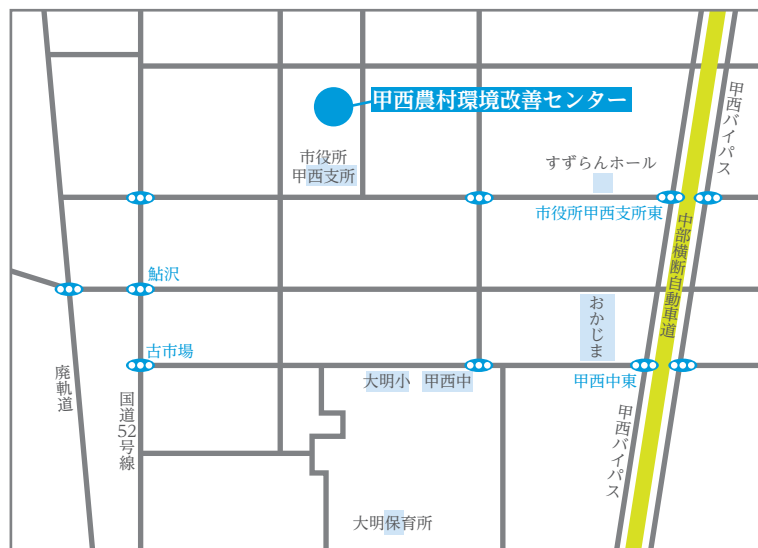 甲西農村環境改善センター
甲西バイパス
市役所
甲西支所
すずらんホール
市役所甲西支所東
中部横断自動車道
鮎沢
おかじま
古市場
廃軌道
大明小
甲西中
甲西中東
国道52号線
甲西バイパス
大明保育所